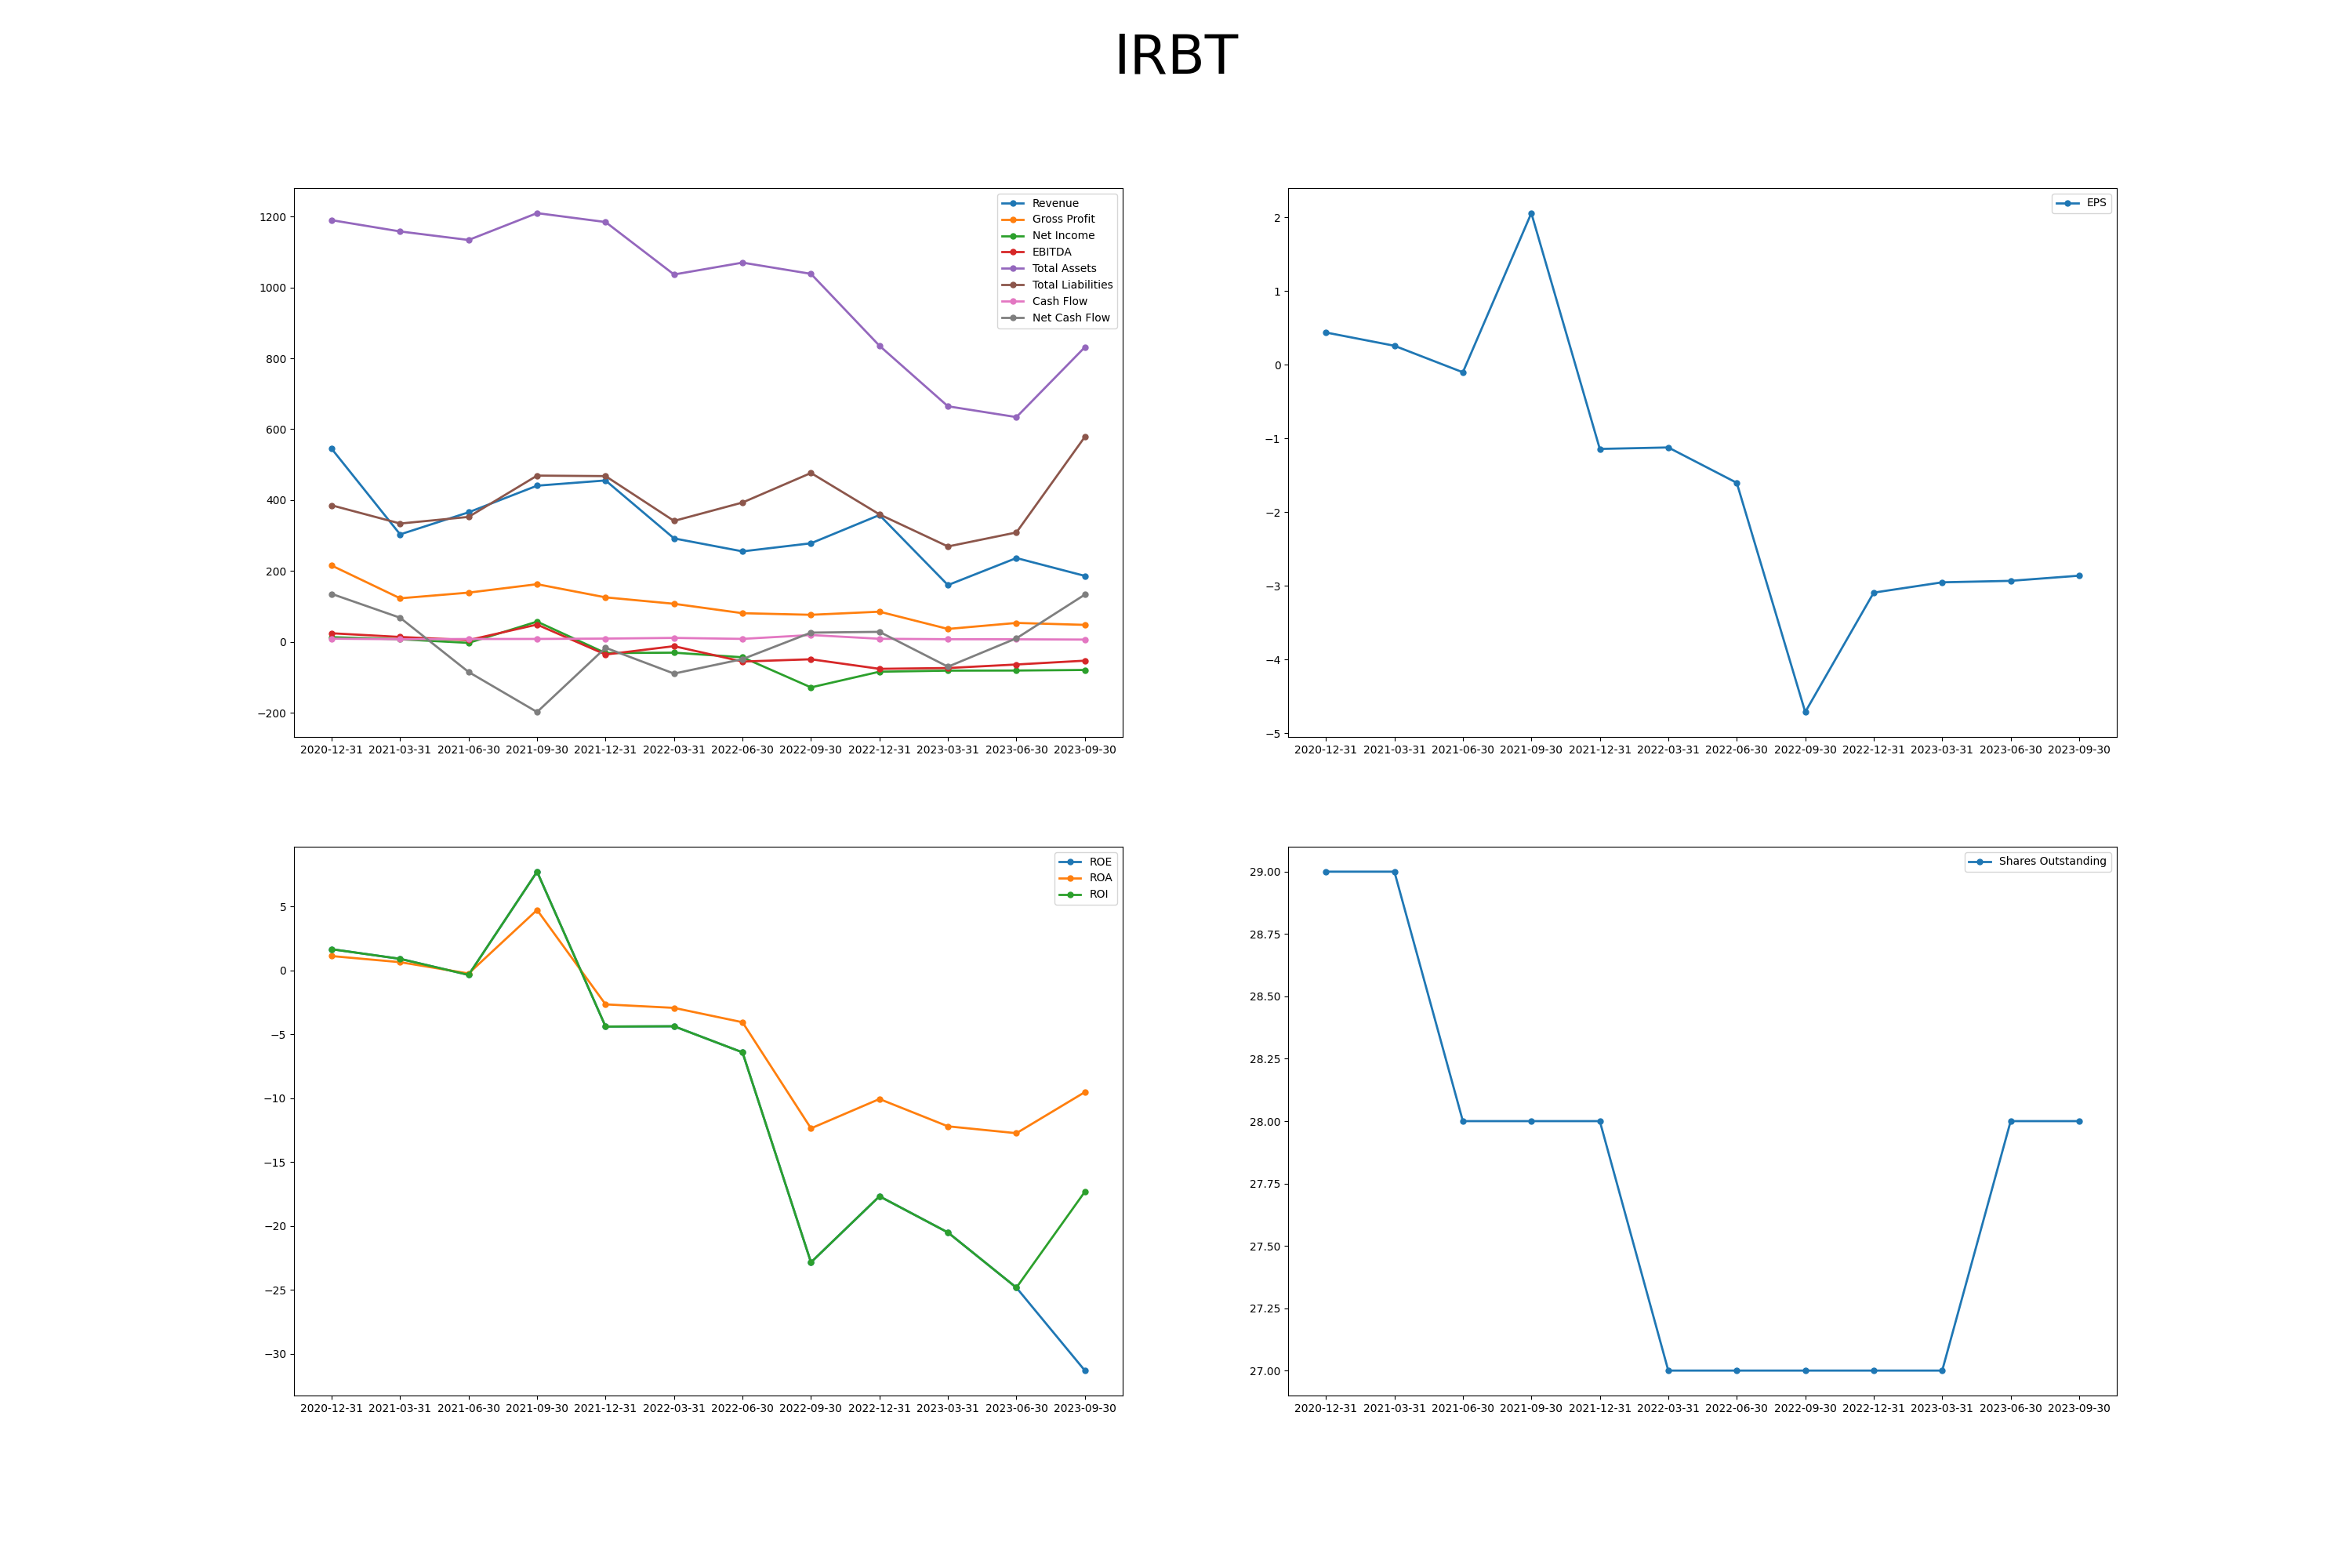 IRBT
1200
1000
800
600
400
200
0
−200
Revenue
Gross Profit
Net Income
EBITDA
Total Assets
Total Liabilities
Cash Flow
Net Cash Flow
2020-12-31 2021-03-31 2021-06-30 2021-09-30 2021-12-31 2022-03-31 2022-06-30 2022-09-30 2022-12-31 2023-03-31 2023-06-30 2023-09-30
2
1
0
−1
−2
−3
−4
−5
EPS
2020-12-31 2021-03-31 2021-06-30 2021-09-30 2021-12-31 2022-03-31 2022-06-30 2022-09-30 2022-12-31 2023-03-31 2023-06-30 2023-09-30
5
0
−5
−10
−15
−20
−25
−30
ROE
ROA
ROI
2020-12-31 2021-03-31 2021-06-30 2021-09-30 2021-12-31 2022-03-31 2022-06-30 2022-09-30 2022-12-31 2023-03-31 2023-06-30 2023-09-30
29.00
28.75
28.50
28.25
28.00
27.75
27.50
27.25
27.00
Shares Outstanding
2020-12-31 2021-03-31 2021-06-30 2021-09-30 2021-12-31 2022-03-31 2022-06-30 2022-09-30 2022-12-31 2023-03-31 2023-06-30 2023-09-30